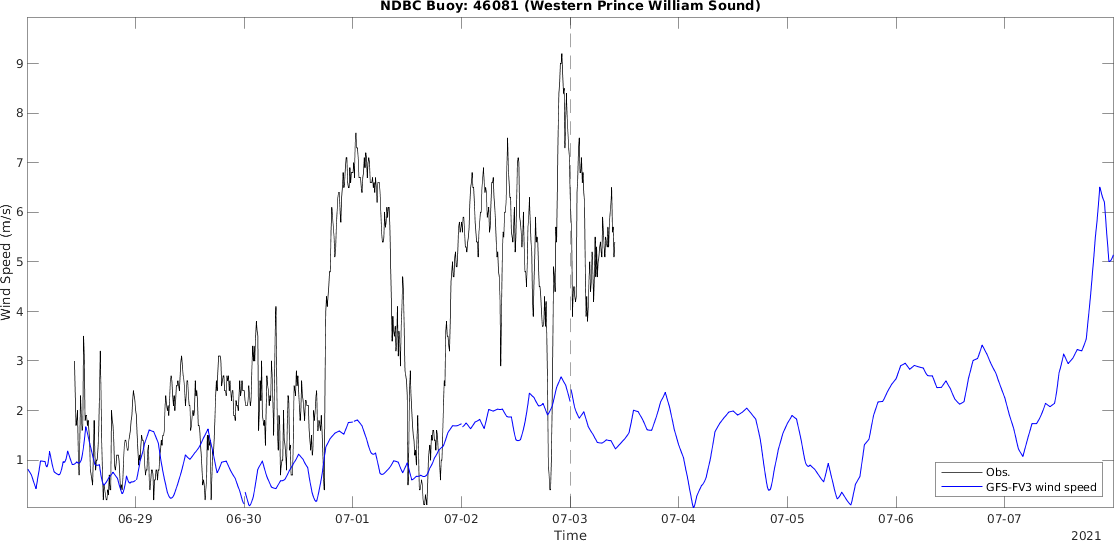 NDBC Buoy: 46081 (Western Prince William Sound)
9
8
7
6
5
4
3
2
1
Wind Speed (m/s)
Obs.
GFS-FV3 wind speed
06-29 06-30 07-01 07-02 07-03 07-04 07-05 07-06 07-07
Time
2021